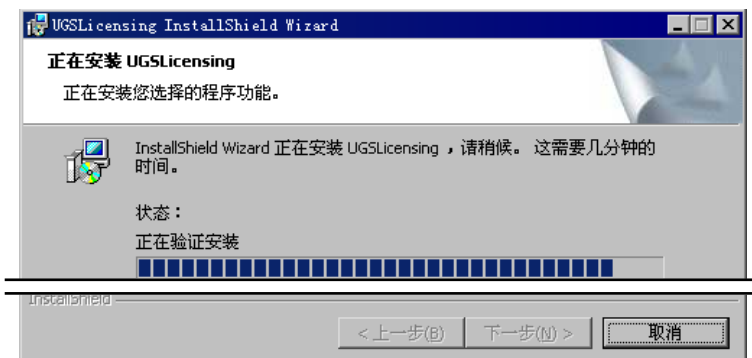 UGSLicensing InstallShield Wizard
正在安装 UGSLicensing
正在安装您选择的程序功能。
InstallShield Wizard 正在安装 UGSLicensing ，请稍候。 这需要几分钟的
时间。
状态：
正在验证安装
InstallShield
< 上一步(B) 下一步(N) > 取消